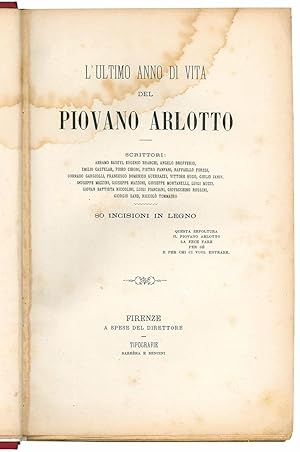 L'ULTIMO ANNO DI VITA
DEL
PIOVANO ARLOTTO
SCRITTORI:
ABRAMO BASEVI, EUGENIO BRANCHI, ANGELO BROFFERIO,
EMILIO CASTELAR, PIERO CIRONI, PIETRO FANFANI, RAFFAELLO FORESI,
CORRADO GARGIOLLI, FRANCESCO DOMENICO GUERRAZZI, VITTORE HUGO, GIULIO JANIN,
GIUSEPPE MAZZINI, GIUSEPPE MAZZONI, GIUSEPPE MONTANELLI, LUIGI MUZZI,
GIOVAN BATTISTA NICCOLINI, LUIGI PIANCIANI, GIOVACCHINO ROSSINI,
GIORGIO SAND, NICCOLÒ TOMMASEO
80 INCISIONI IN LEGNO
QUESTA SEPOLTURA
IL PIOVANO ARLOTTO
LA FECE FARE
PER SÈ
E PER CHI CI VUOL ENTRARE.
FIRENZE
A SPESE DEL DIRETTORE
TIPOGRAFIE
BARBÈRA E BENCINI